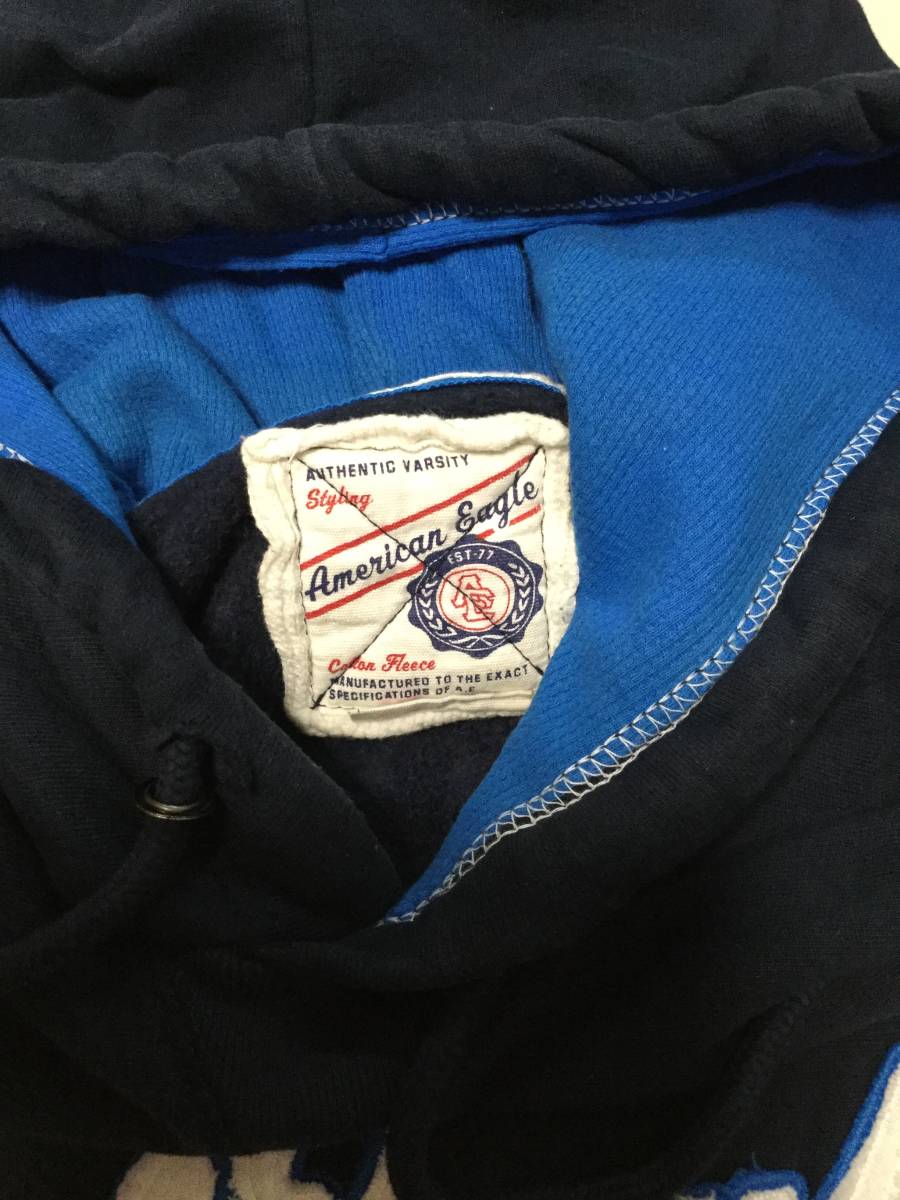 AUTHENTIC VARSITY
Styling
American Eagle
EST-77
AE
Cotton Fleece
MANUFACTURED TO THE EXACT
SPECIFICATIONS OF A.E